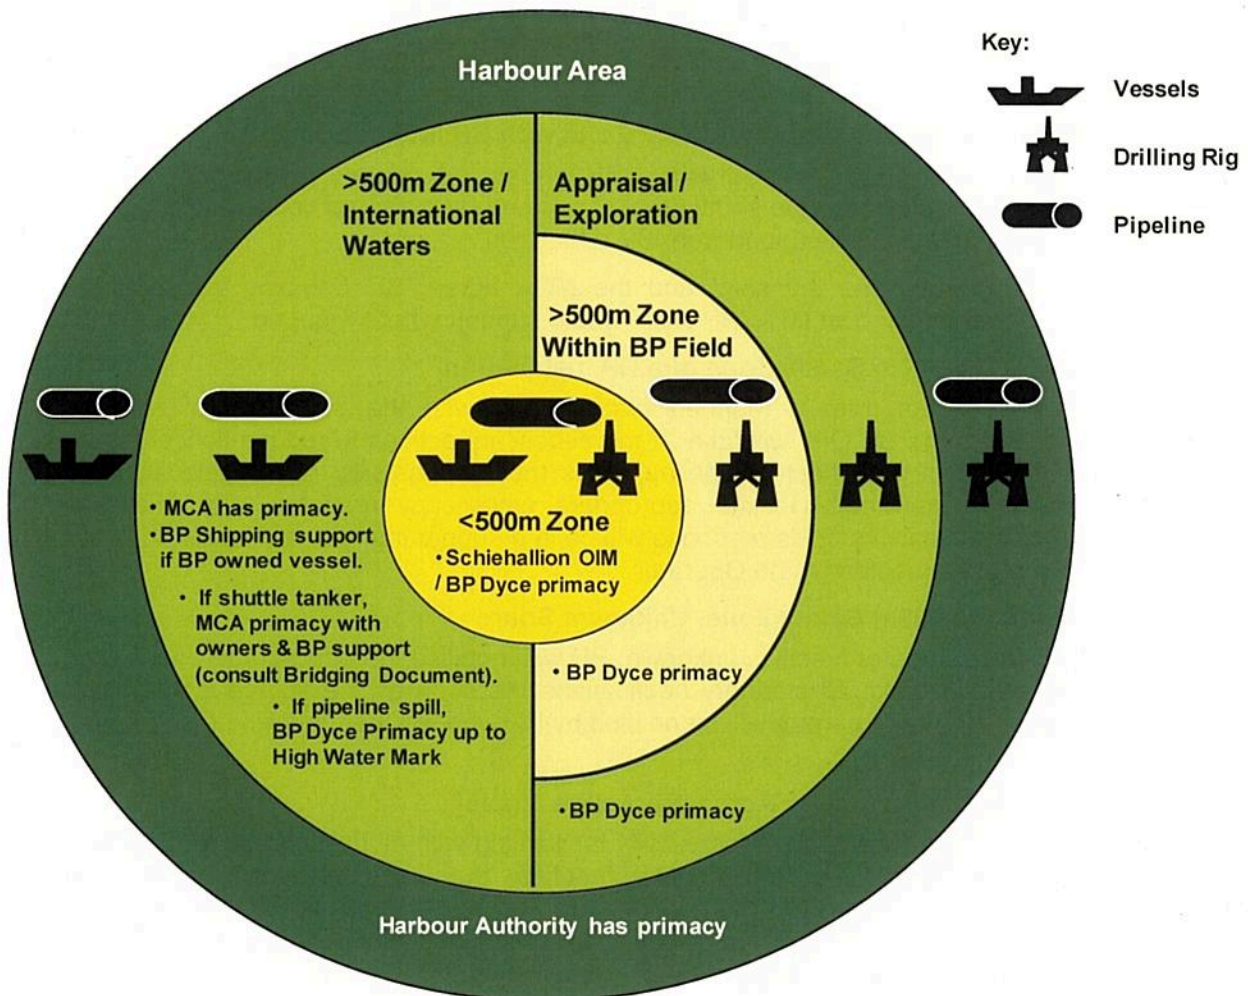 Harbour Area
Key:
Vessels
Drilling Rig
Pipeline
>500m Zone /
International
Waters
Appraisal /
Exploration
>500m Zone
Within BP Field
<500m Zone
• Schiehallion OIM
/ BP Dyce primacy
• MCA has primacy.
• BP Shipping support
if BP owned vessel.
• If shuttle tanker,
MCA primacy with
owners & BP support
(consult Bridging Document).
• If pipeline spill,
BP Dyce Primacy up to
High Water Mark
• BP Dyce primacy
• BP Dyce primacy
Harbour Authority has primacy